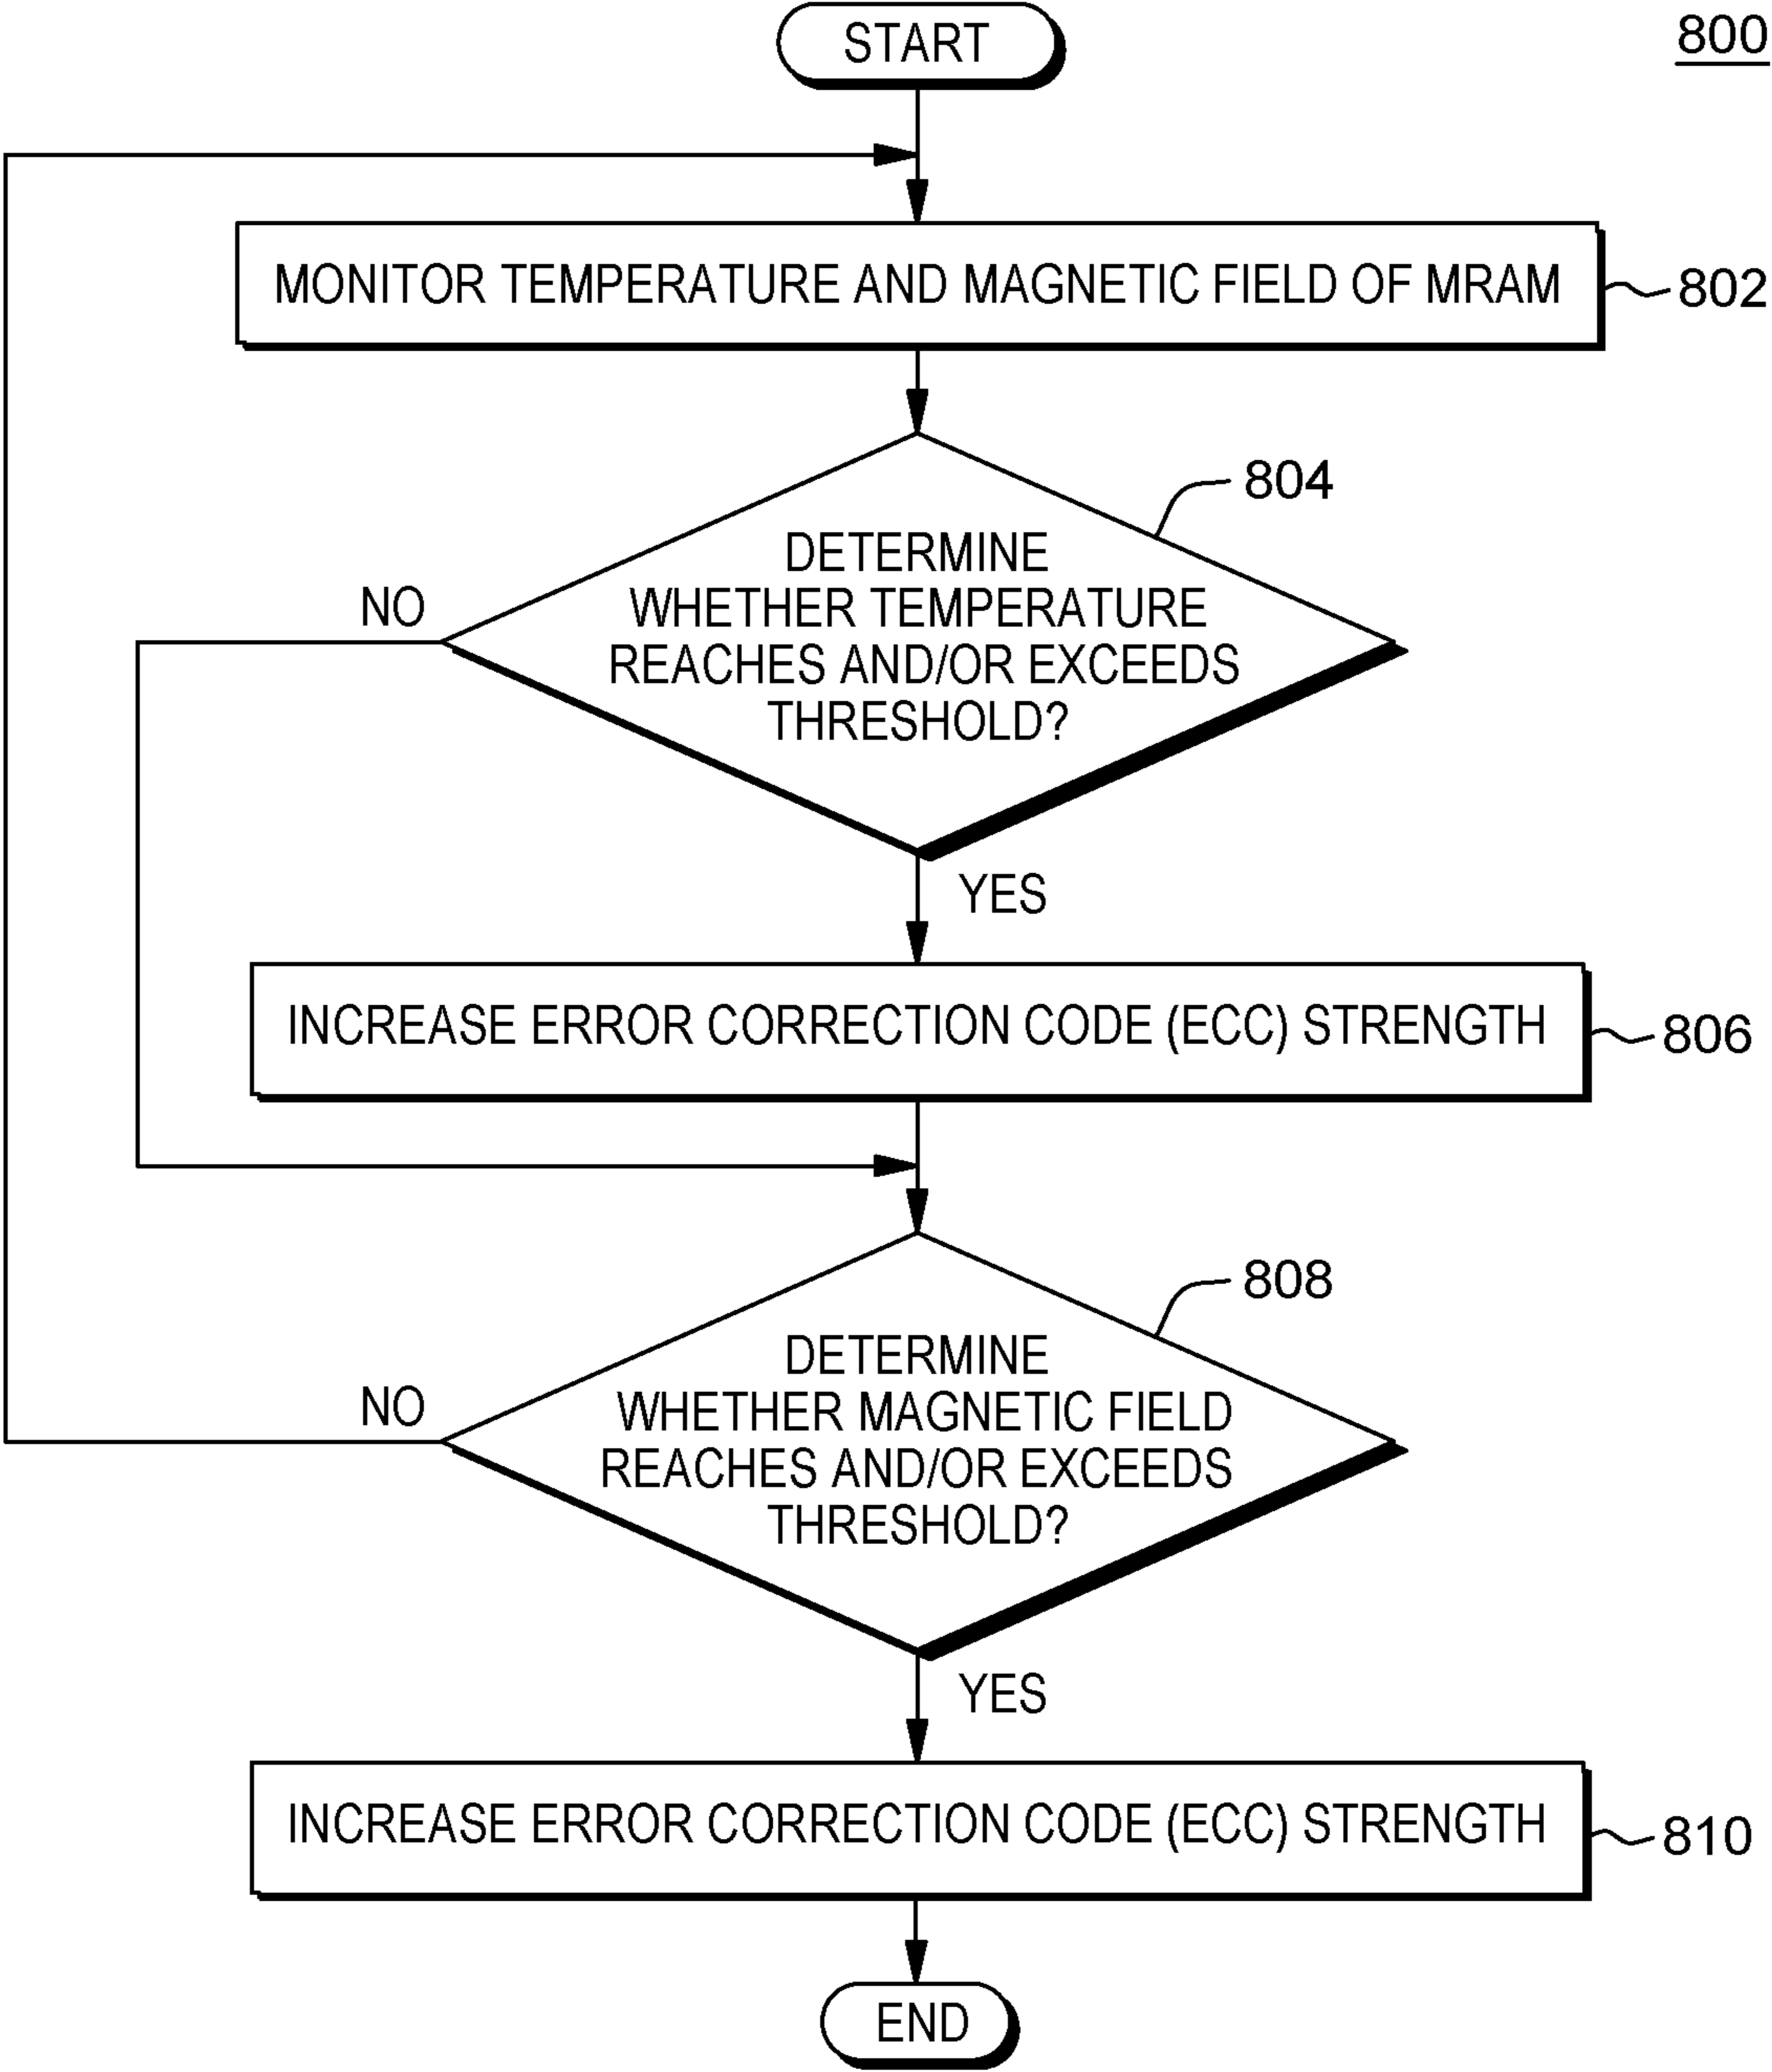 START
800
MONITOR TEMPERATURE AND MAGNETIC FIELD OF MRAM
802
804
DETERMINE
WHETHER TEMPERATURE
REACHES AND/OR EXCEEDS
THRESHOLD?
NO
YES
INCREASE ERROR CORRECTION CODE (ECC) STRENGTH
806
808
DETERMINE
WHETHER MAGNETIC FIELD
REACHES AND/OR EXCEEDS
THRESHOLD?
NO
YES
INCREASE ERROR CORRECTION CODE (ECC) STRENGTH
810
END